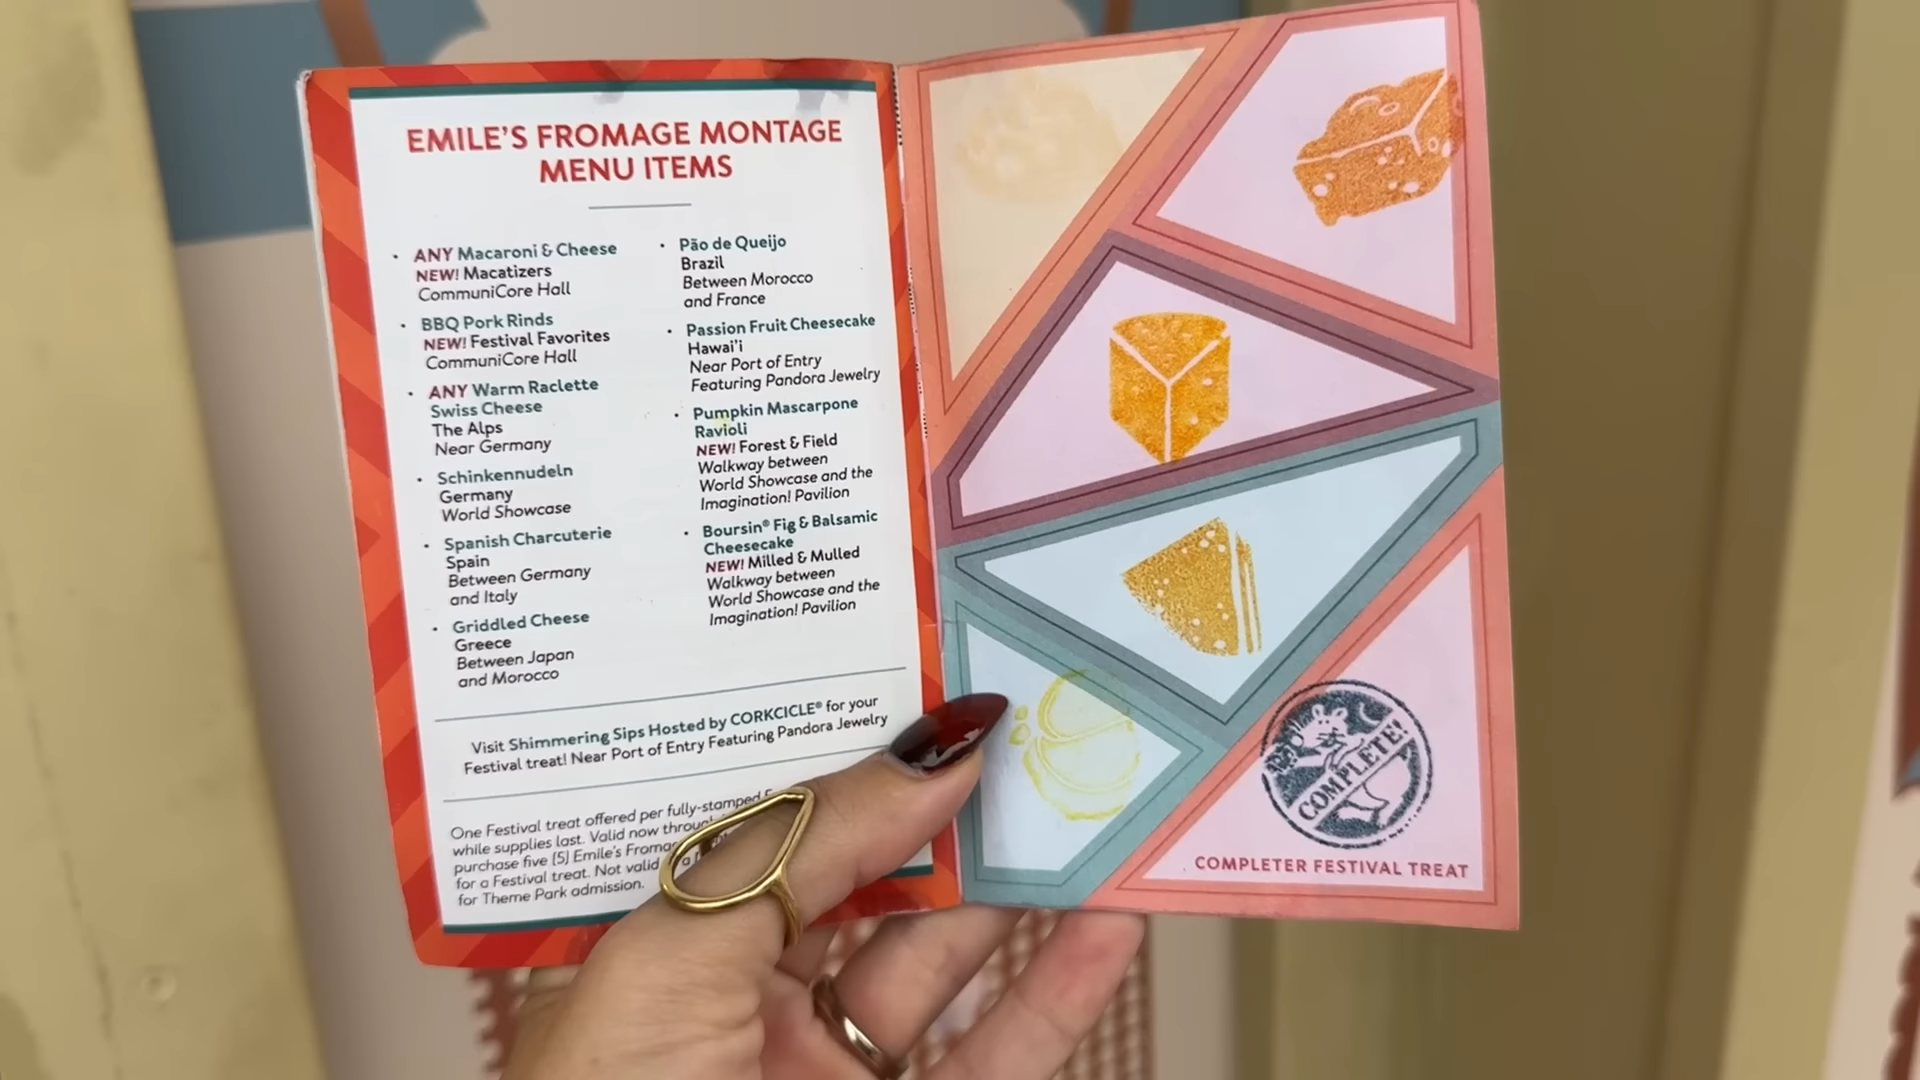 EMILE'S FROMAGE MONTAGE
MENU ITEMS
• ANY Macaroni & Cheese
NEW! Macatizers
CommuniCore Hall
• BBQ Pork Rinds
NEW! Festival Favorites
CommuniCore Hall
• ANY Warm Raclette
Swiss Cheese
The Alps
Near Germany
• Schinkennudeln
Germany
World Showcase
• Spanish Charcuterie
Spain
Between Germany
and Italy
• Griddled Cheese
Greece
Between Japan
and Morocco
• Pão de Queijo
Brazil
Between Morocco
and France
• Passion Fruit Cheesecake
Hawai'i
Near Port of Entry
Featuring Pandora Jewelry
• Pumpkin Mascarpone
Ravioli
NEW! Forest & Field
Walkway between
World Showcase and the
Imagination! Pavilion
• Boursin® Fig & Balsamic
Cheesecake
NEW! Milled & Mulled
Walkway between
World Showcase and the
Imagination! Pavilion
Visit Shimmering Sips Hosted by CORKCICLE® for your
Festival treat! Near Port of Entry Featuring Pandora Jewelry
One Festival treat offered per fully-stamped
while supplies last. Valid now
purchase five (5) Emile's
for a Festival treat. Not valid
for Theme Park admission.
COMPLETE!
COMPLETER FESTIVAL TREAT